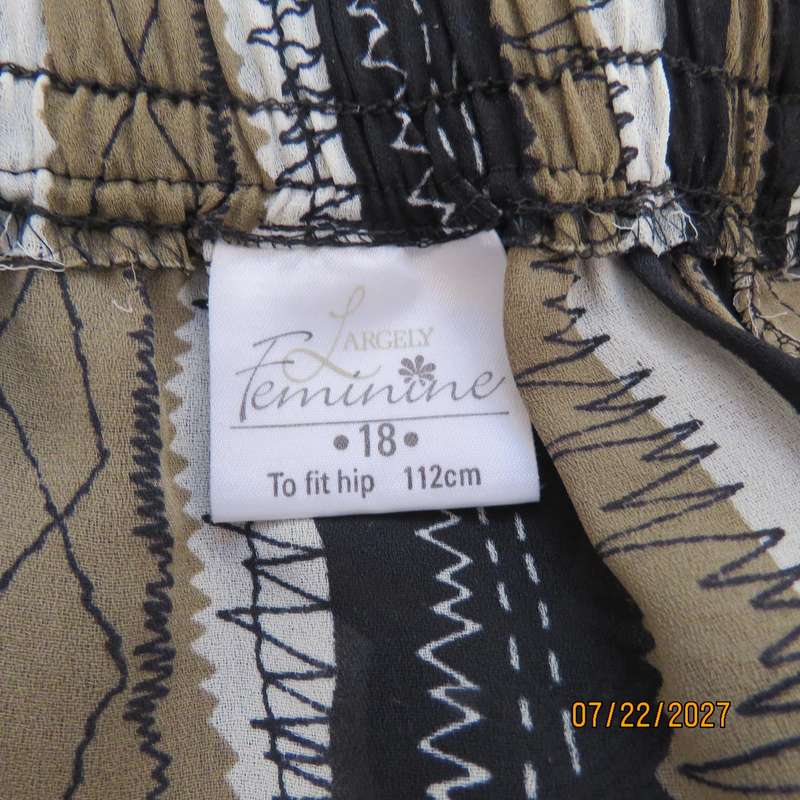 LARGELY
Feminine
•18•
To fit hip 112cm
07/22/2027